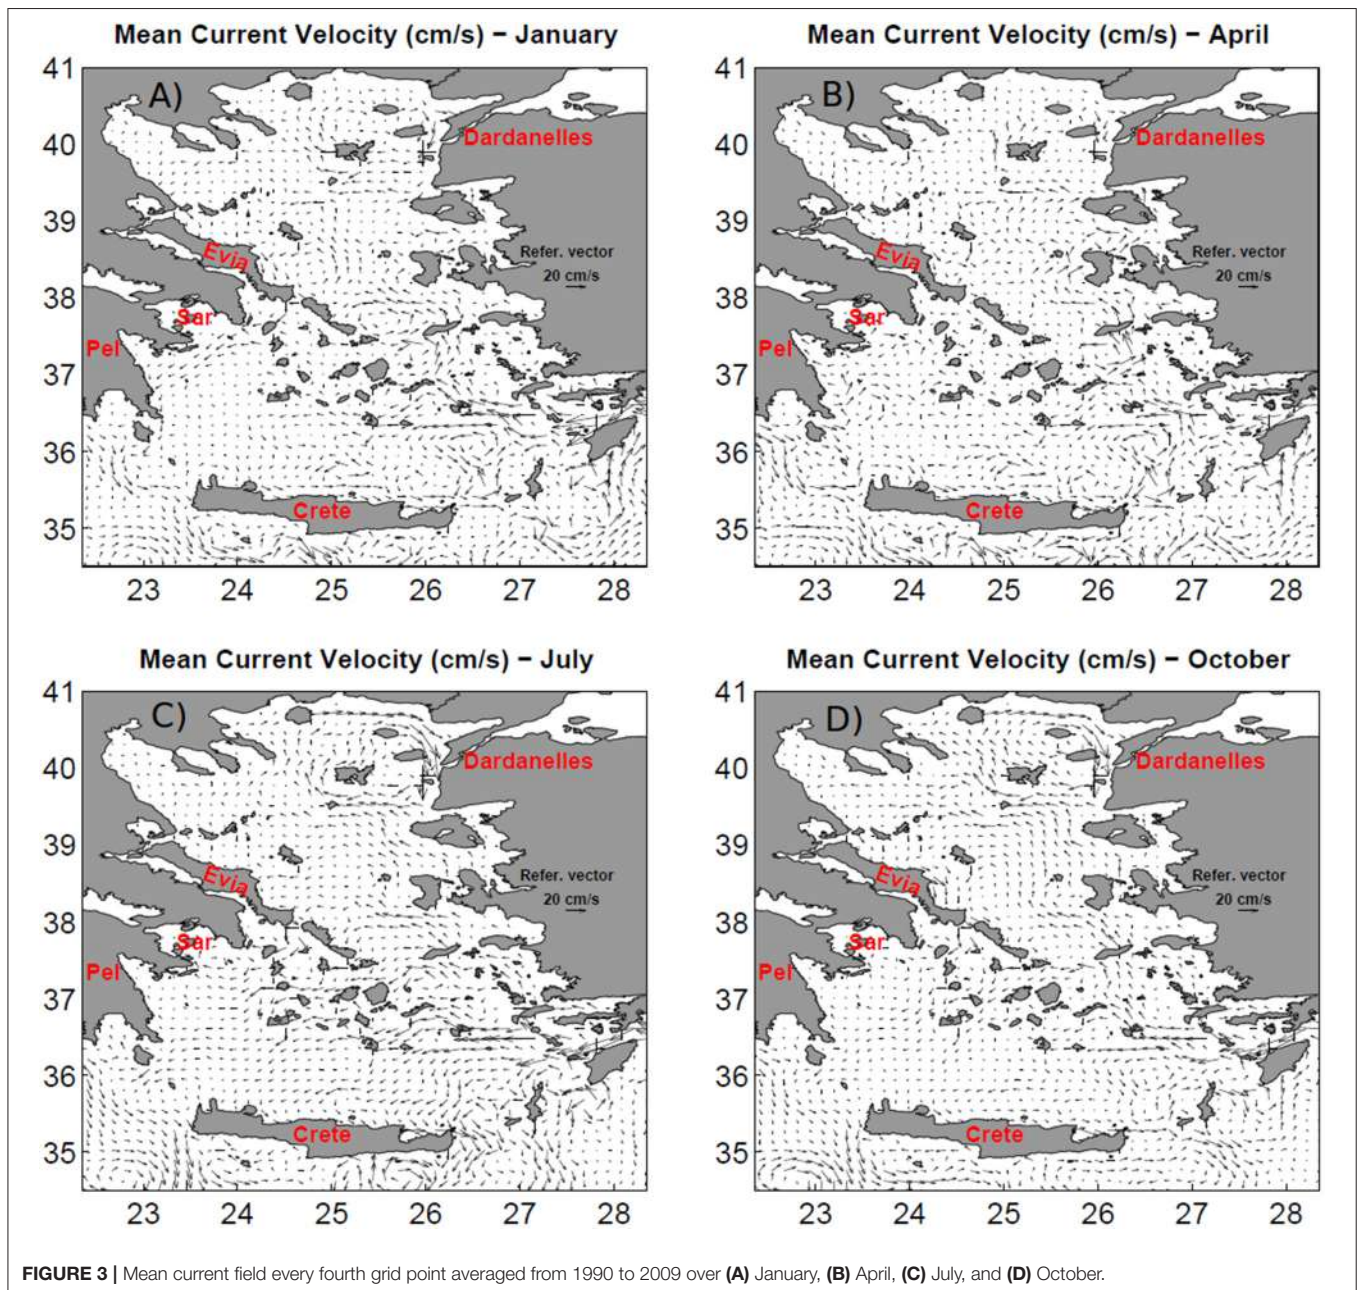 Mean Current Velocity (cm/s) − January
Mean Current Velocity (cm/s) − April
41
A)
40
Dardanelles
39
Evia
Refer. vector
20 cm/s
38
Sar
Pel
37
36
Crete
35
23 24 25 26 27 28
41
B)
40
Dardanelles
39
Evia
Refer. vector
20 cm/s
38
Sar
Pel
37
36
Crete
35
23 24 25 26 27 28
Mean Current Velocity (cm/s) − July
Mean Current Velocity (cm/s) − October
41
C)
40
Dardanelles
39
Evia
Refer. vector
20 cm/s
38
Sar
Pel
37
36
Crete
35
23 24 25 26 27 28
41
D)
40
Dardanelles
39
Evia
Refer. vector
20 cm/s
38
Sar
Pel
37
36
Crete
35
23 24 25 26 27 28
FIGURE 3 | Mean current field every fourth grid point averaged from 1990 to 2009 over (A) January, (B) April, (C) July, and (D) October.